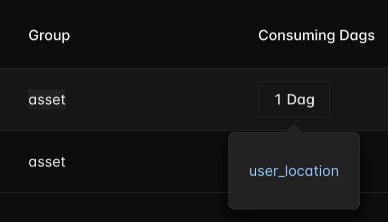 Group Consuming Dags
asset 1 Dag
asset
user_location